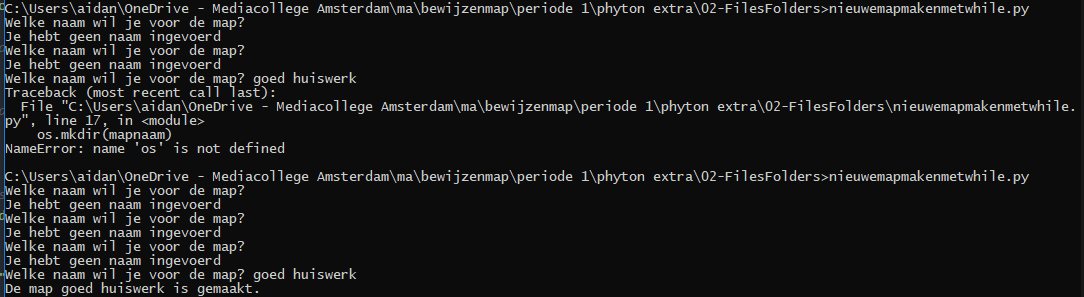 C:\Users\aidan\OneDrive - Mediacollege Amsterdam\ma\bewijzenmap\periode 1\phyton extra\02-FilesFolders>nieuwemapmakenmetwhile.py
Welke naam wil je voor de map?
Je hebt geen naam ingevoerd
Welke naam wil je voor de map?
Je hebt geen naam ingevoerd
Welke naam wil je voor de map? goed huiswerk
Traceback (most recent call last):
  File "C:\Users\aidan\OneDrive - Mediacollege Amsterdam\ma\bewijzenmap\periode 1\phyton extra\02-FilesFolders\nieuwemapmakenmetwhile.
py", line 17, in <module>
    os.mkdir(mapnaam)
NameError: name 'os' is not defined
C:\Users\aidan\OneDrive - Mediacollege Amsterdam\ma\bewijzenmap\periode 1\phyton extra\02-FilesFolders>nieuwemapmakenmetwhile.py
Welke naam wil je voor de map?
Je hebt geen naam ingevoerd
Welke naam wil je voor de map?
Je hebt geen naam ingevoerd
Welke naam wil je voor de map?
Je hebt geen naam ingevoerd
Welke naam wil je voor de map? goed huiswerk
De map goed huiswerk is gemaakt.